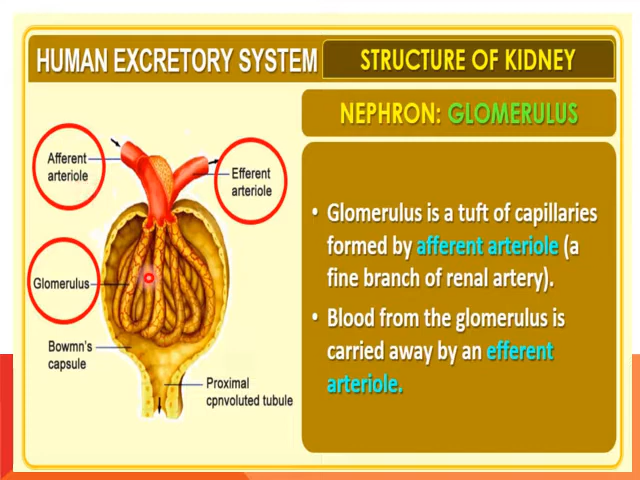 HUMAN EXCRETORY SYSTEM
STRUCTURE OF KIDNEY
NEPHRON: GLOMERULUS
Afferent
arteriole
Efferent
arteriole
Glomerulus
Bowmn's
capsule
Proximal
cpnvoluted tubule
• Glomerulus is a tuft of capillaries
formed by afferent arteriole (a
fine branch of renal artery).
• Blood from the glomerulus is
carried away by an efferent
arteriole.